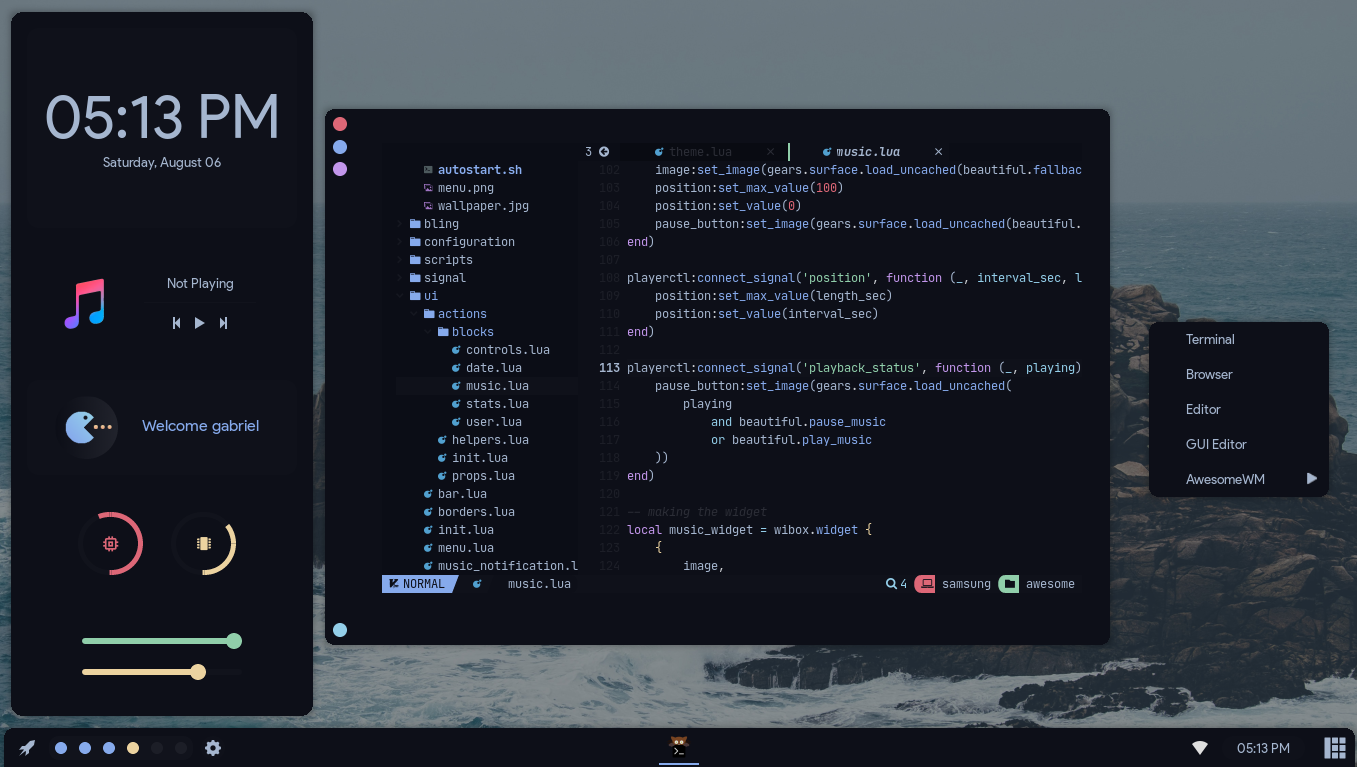 05:13 PM
Saturday, August 06
Not Playing
Welcome gabriel
3 theme.lua × music.lua ×
autostart.sh
menu.png
wallpaper.jpg
bling
configuration
scripts
signal
ui
actions
blocks
controls.lua
date.lua
music.lua
stats.lua
user.lua
helpers.lua
init.lua
props.lua
bar.lua
borders.lua
init.lua
menu.lua
music_notification.l
102 image:set_image(gears.surface.load_uncached(beautiful.fallbac
103 position:set_max_value(100)
104 position:set_value(0)
105 pause_button:set_image(gears.surface.load_uncached(beautiful.
106 end)
107
108 playerctl:connect_signal('position', function (_, interval_sec, l
109 position:set_max_value(length_sec)
110 position:set_value(interval_sec)
111 end)
112
113 playerctl:connect_signal('playback_status', function (_, playing)
114 pause_button:set_image(gears.surface.load_uncached(
115 playing
116 and beautiful.pause_music
117 or beautiful.play_music
118 ))
119 end)
120
121 -- making the widget
122 local music_widget = wibox.widget {
123 {
124 image,
NORMAL music.lua 4 samsung awesome
Terminal
Browser
Editor
GUI Editor
AwesomeWM
05:13 PM